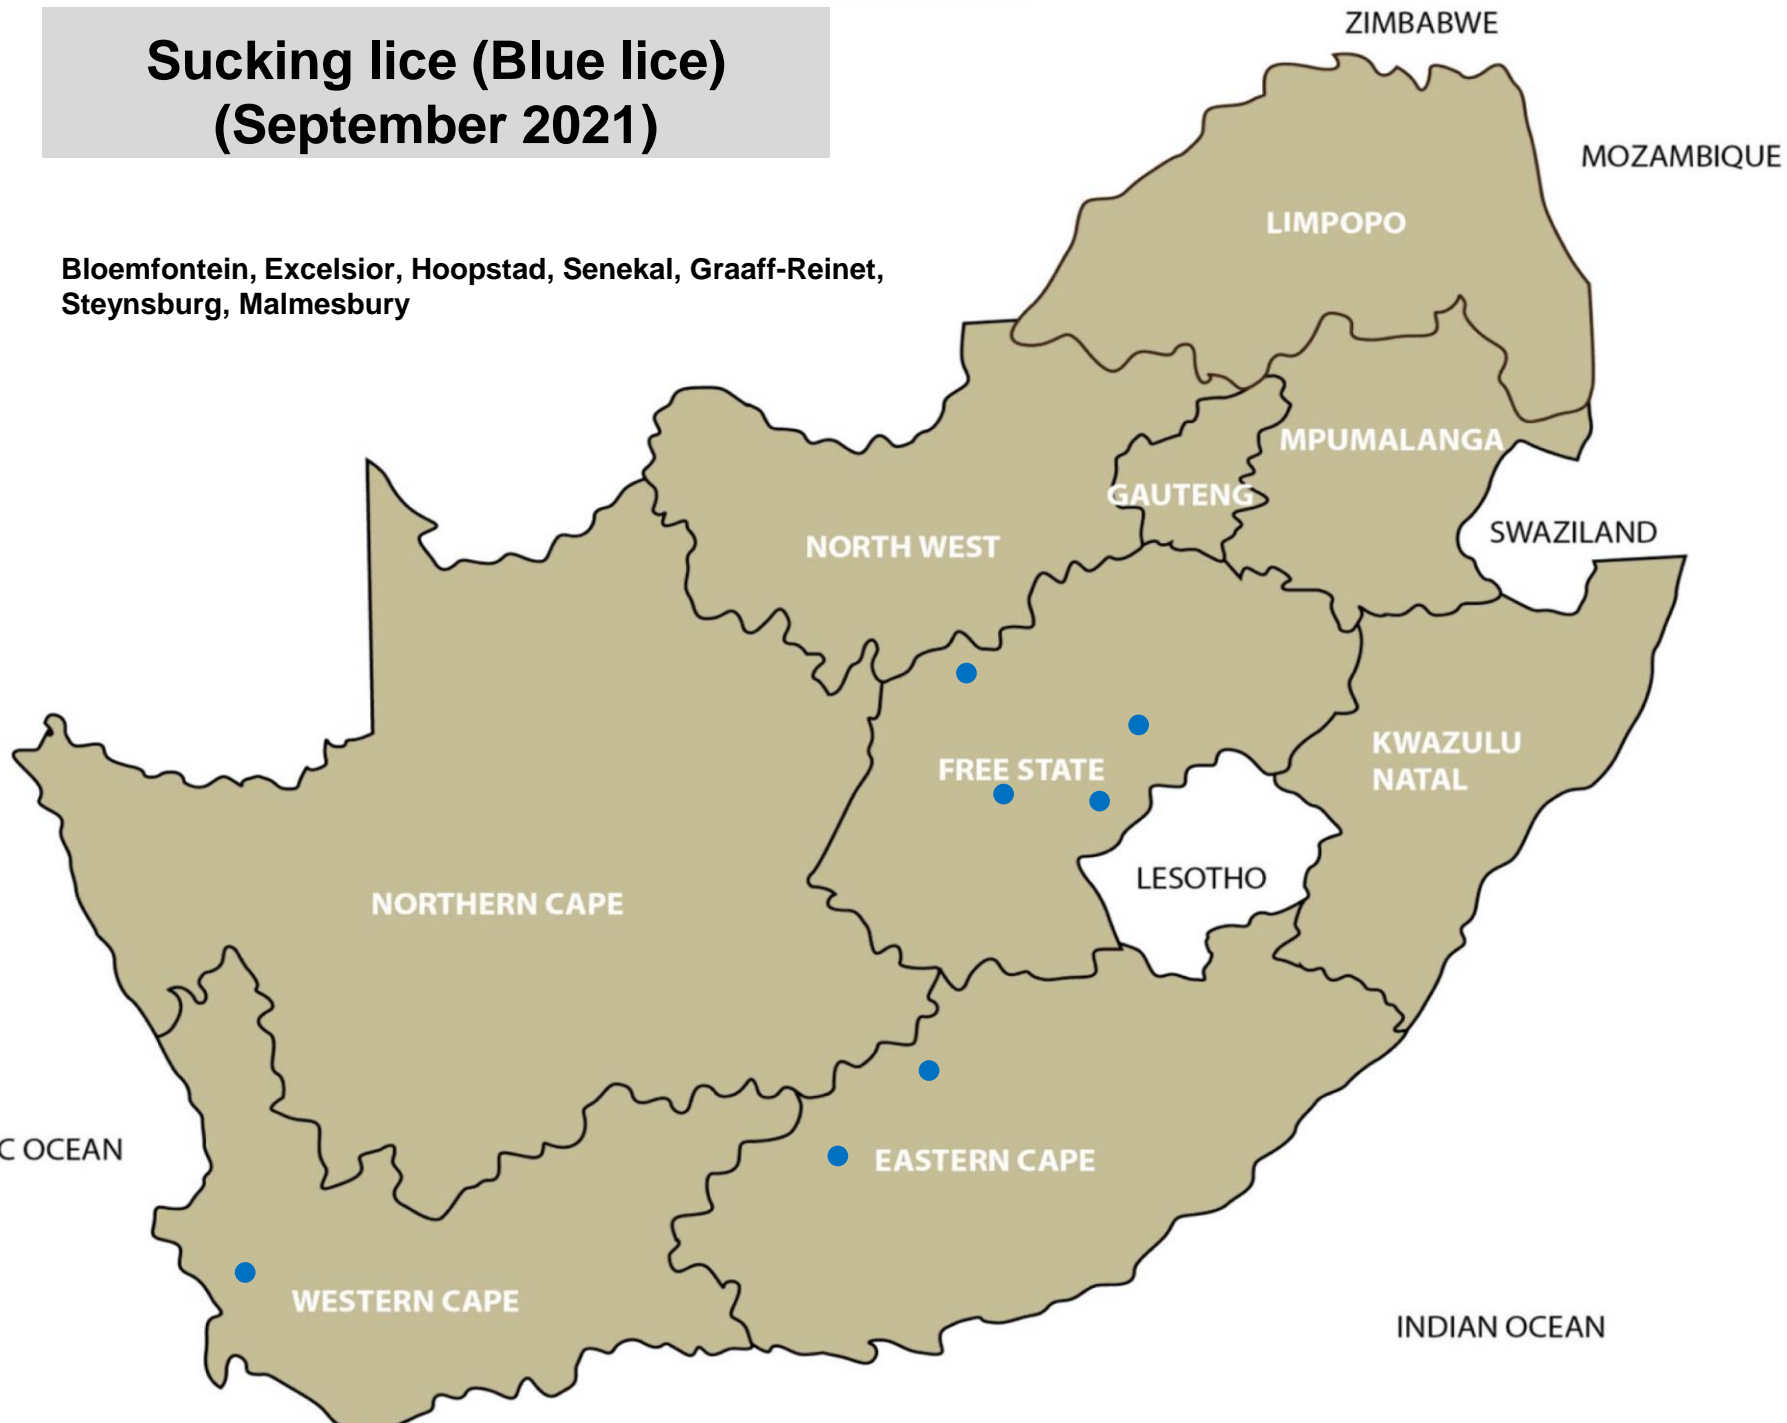 Sucking lice (Blue lice)
(September 2021)
Bloemfontein, Excelsior, Hoopstad, Senekal, Graaff-Reinet,
Steynsburg, Malmesbury
ZIMBABWE
MOZAMBIQUE
LIMPOPO
MPUMALANGA
GAUTENG
SWAZILAND
NORTH WEST
KWAZULU
NATAL
FREE STATE
LESOTHO
NORTHERN CAPE
C OCEAN
EASTERN CAPE
WESTERN CAPE
INDIAN OCEAN